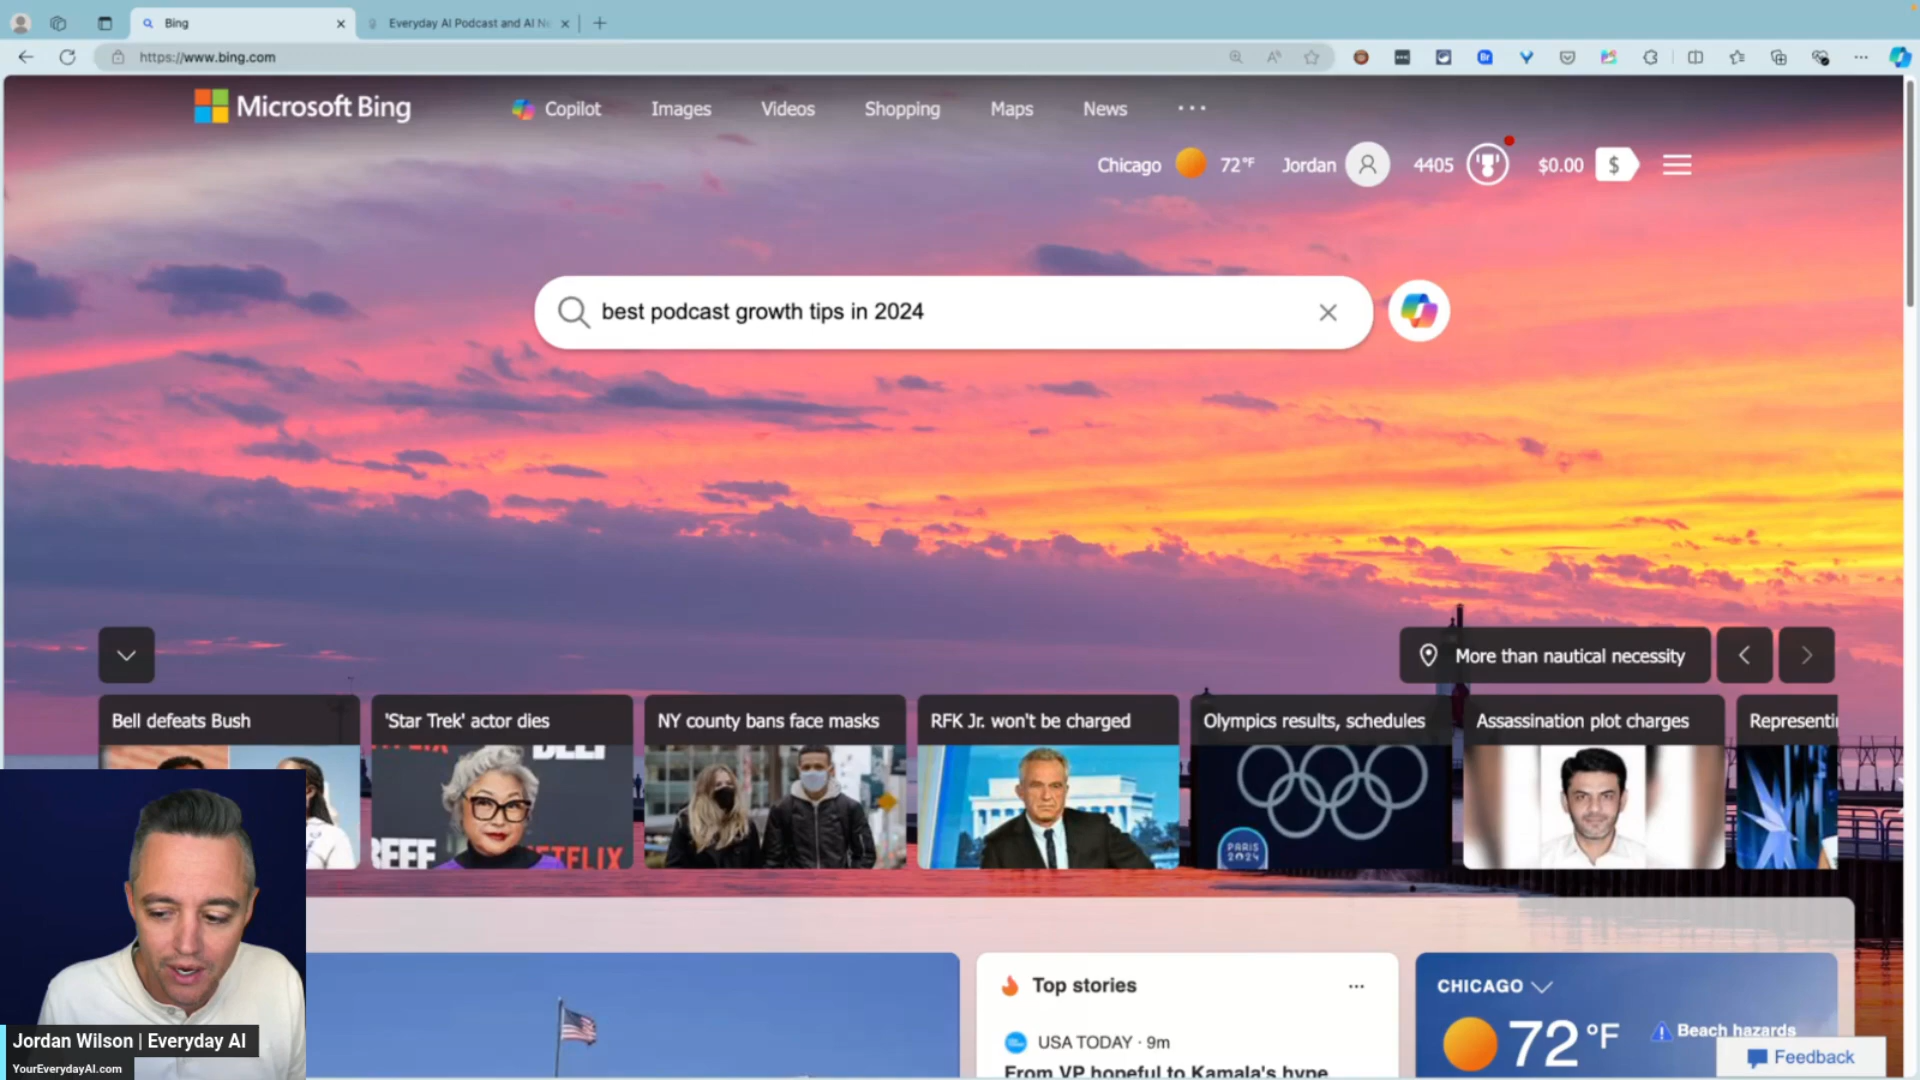 Bing
Everyday AI Podcast and AI Ne
https://www.bing.com
Microsoft Bing
Copilot
Images
Videos
Shopping
Maps
News
Chicago
72°F
Jordan
4405
$0.00
$
best podcast growth tips in 2024
More than nautical necessity
Bell defeats Bush
'Star Trek' actor dies
NY county bans face masks
RFK Jr. won't be charged
Olympics results, schedules
Assassination plot charges
Representi
BEEF
NETFLIX
PARIS
2024
Top stories
CHICAGO
USA TODAY · 9m
72 °F
Beach hazards
From VP hopeful to Kamala's hype
Feedback
Jordan Wilson | Everyday AI
YourEverydayAI.com